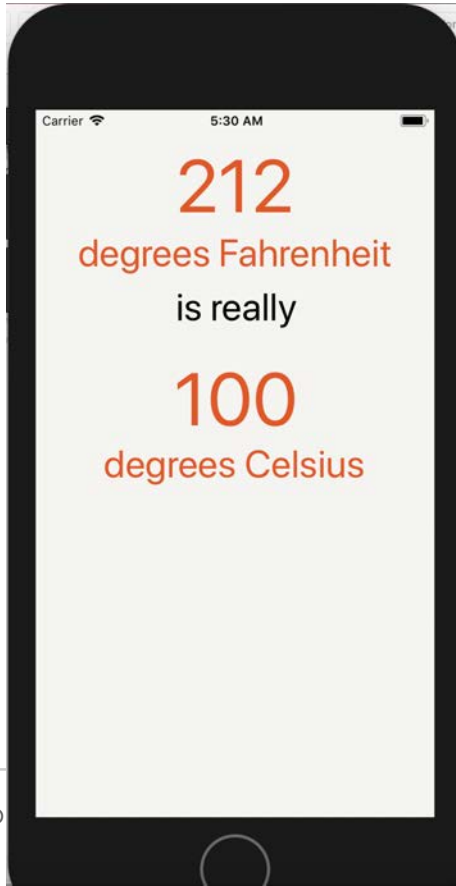 Carrier
5:30 AM
212
degrees Fahrenheit
is really
100
degrees Celsius